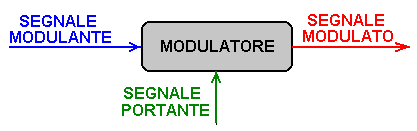 SEGNALE
MODULANTE
MODULATORE
SEGNALE
MODULATO
SEGNALE
PORTANTE